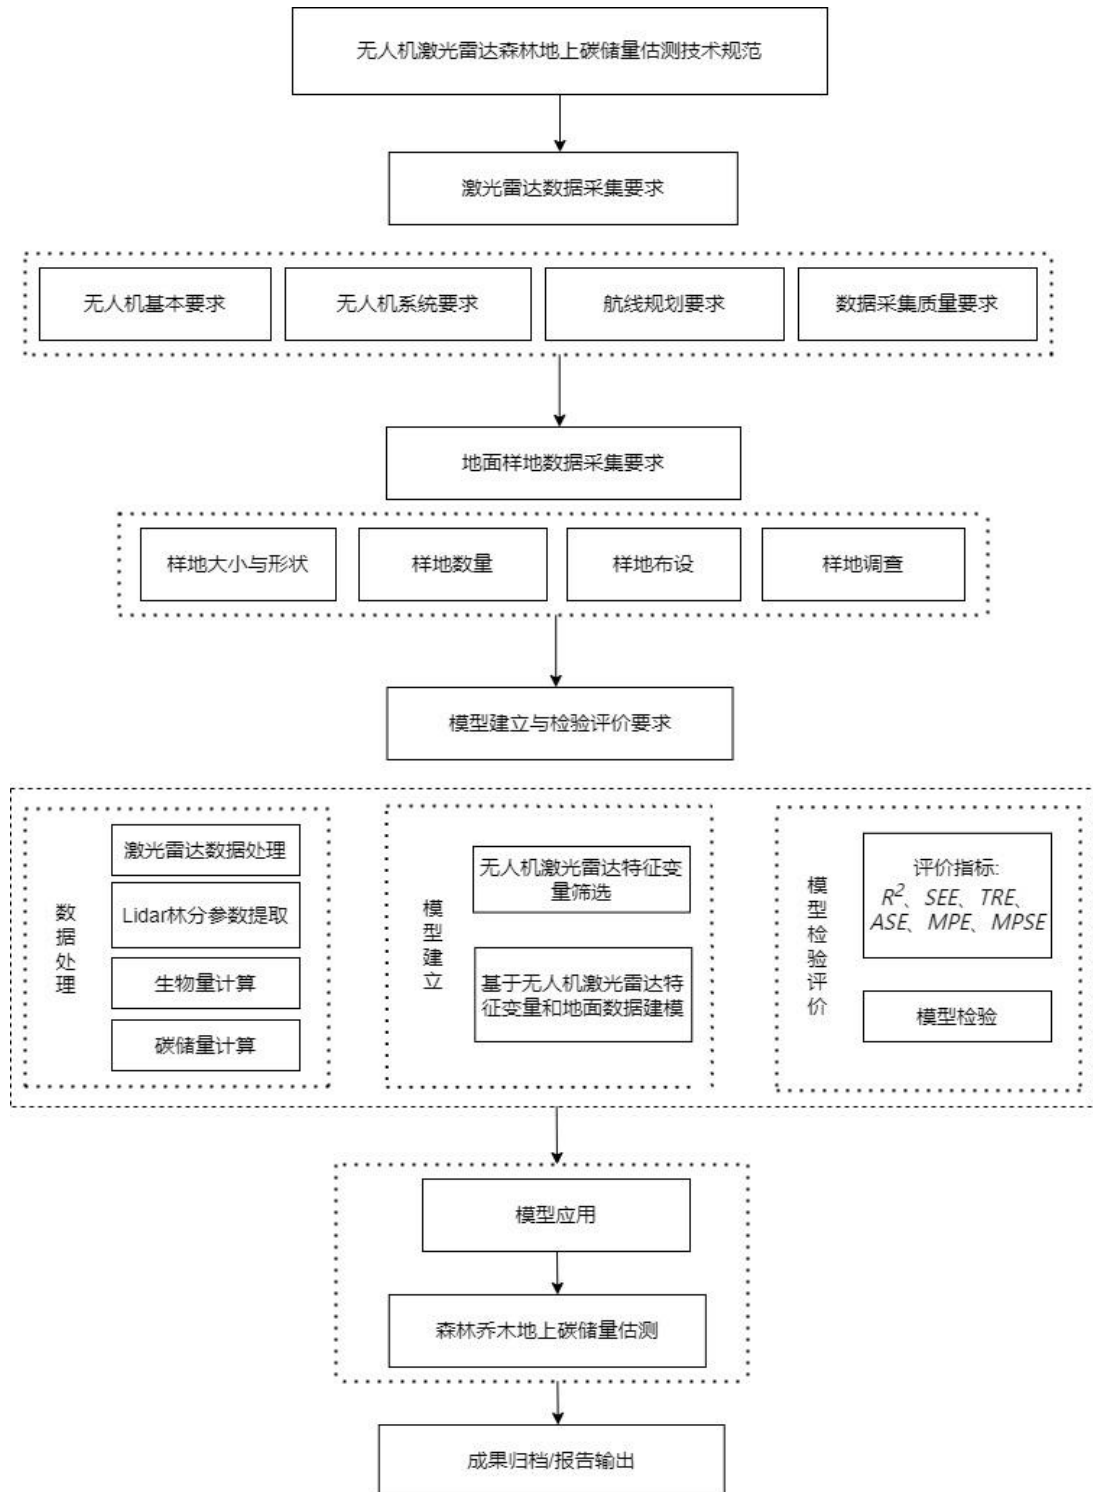 无人机激光雷达森林地上碳储量估测技术规范
激光雷达数据采集要求
无人机基本要求
无人机系统要求
航线规划要求
数据采集质量要求
地面样地数据采集要求
样地大小与形状
样地数量
样地布设
样地调查
模型建立与检验评价要求
数据处理
激光雷达数据处理
Lidar林分参数提取
生物量计算
碳储量计算
模型建立
无人机激光雷达特征变
量筛选
基于无人机激光雷达特
征变量和地面数据建模
模型检验评价
评价指标:
R²、SEE、TRE、
ASE、MPE、MPSE
模型检验
模型应用
森林乔木地上碳储量估测
成果归档/报告输出